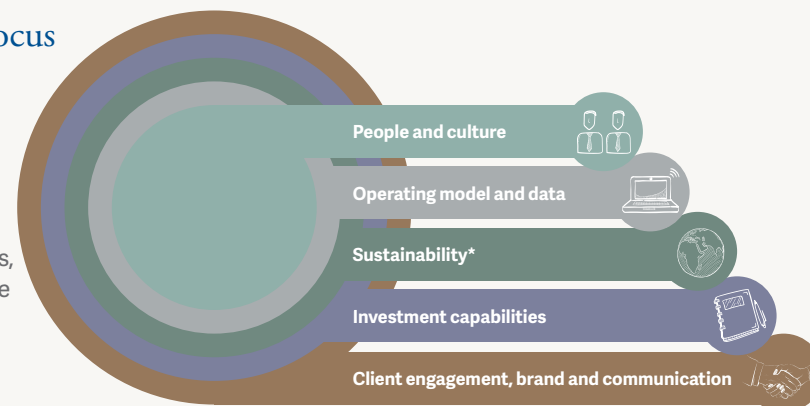 ocus
People and culture
Operating model and data
Sustainability*
s,
e
Investment capabilities
Client engagement, brand and communication